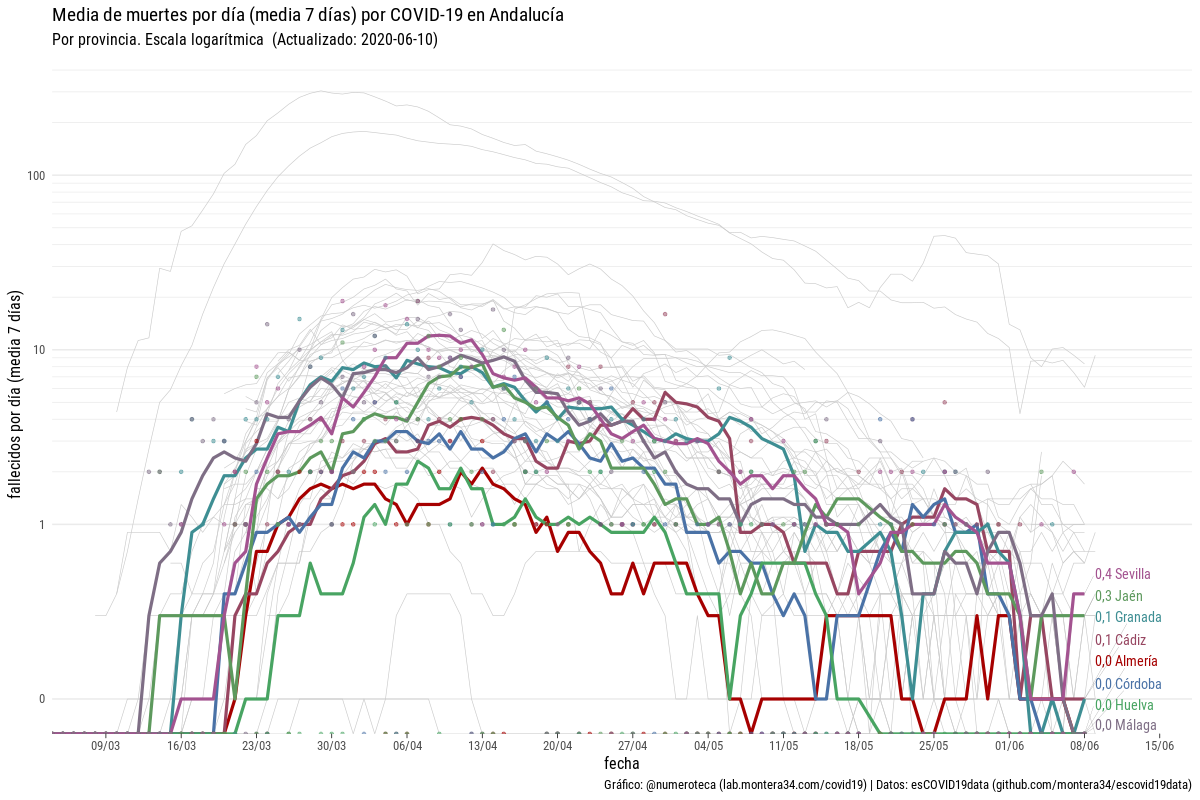 Media de muertes por día (media 7 días) por COVID-19 en Andalucía
Por provincia. Escala logarítmica (Actualizado: 2020-06-10)
fallecidos por día (media 7 días)
100
10
1
0
0,4 Sevilla
0,3 Jaén
0,1 Granada
0,1 Cádiz
0,0 Almería
0,0 Córdoba
0,0 Huelva
0,0 Málaga
09/03 16/03 23/03 30/03 06/04 13/04 20/04 27/04 04/05 11/05 18/05 25/05 01/06 08/06 15/06
fecha
Gráfico: @numeroteca (lab.montera34.com/covid19) | Datos: esCOVID19data (github.com/montera34/escovid19data)